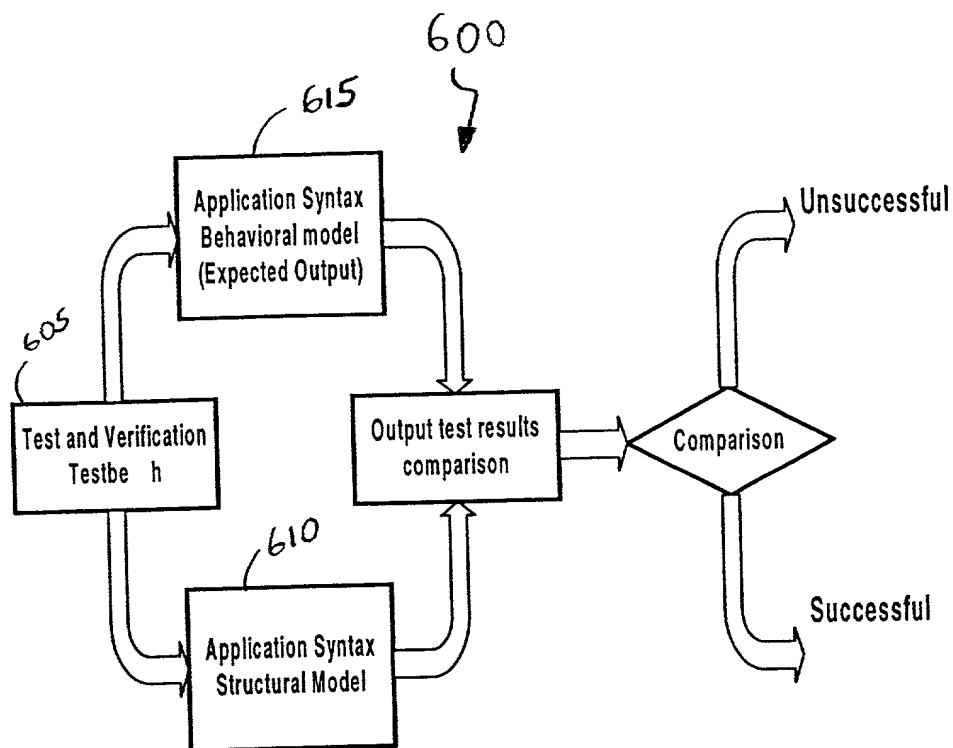 600
615
Application Syntax
Behavioral model
(Expected Output)
Unsuccessful
605
Test and Verification
Testbe h
Output test results
comparison
Comparison
610
Application Syntax
Structural Model
Successful